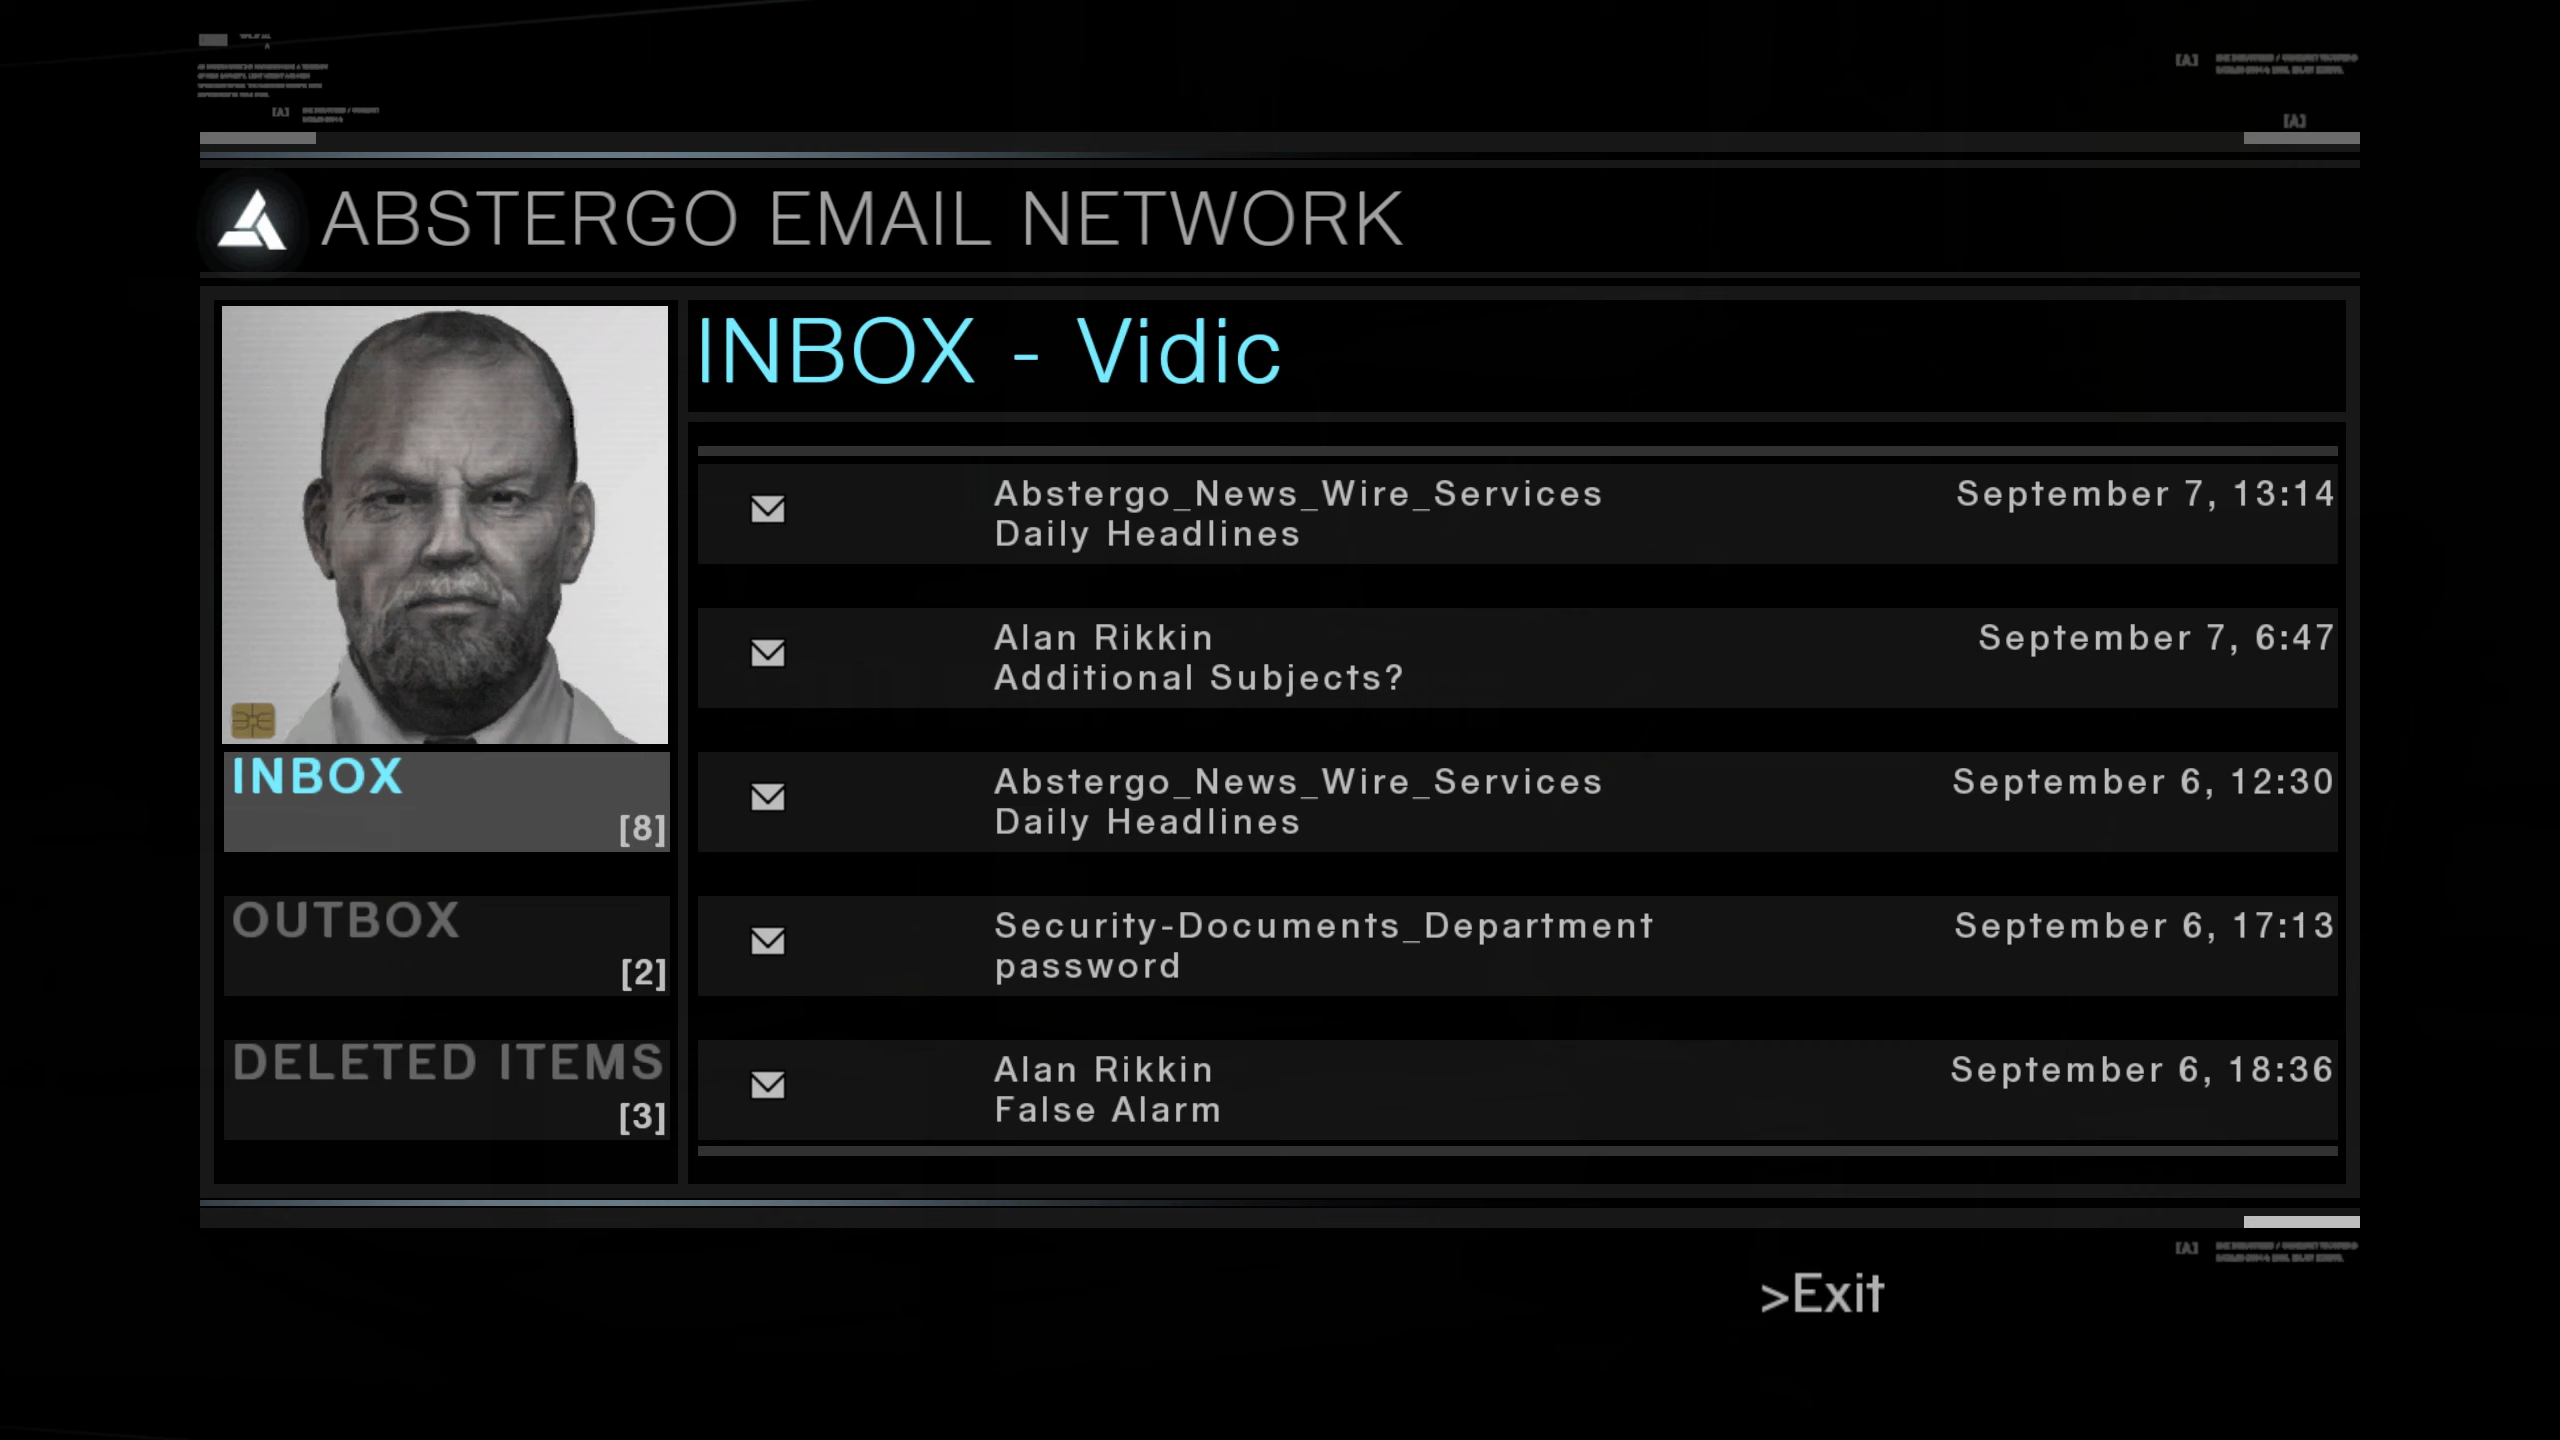 ABSTERGO EMAIL NETWORK
INBOX - Vidic
INBOX
[8]
OUTBOX
[2]
DELETED ITEMS
[3]
Abstergo_News_Wire_Services
September 7, 13:14
Daily Headlines
Alan Rikkin
September 7, 6:47
Additional Subjects?
Abstergo_News_Wire_Services
September 6, 12:30
Daily Headlines
Security-Documents_Department
September 6, 17:13
password
Alan Rikkin
September 6, 18:36
False Alarm
>Exit
[A]
[A]
[A]
[A]